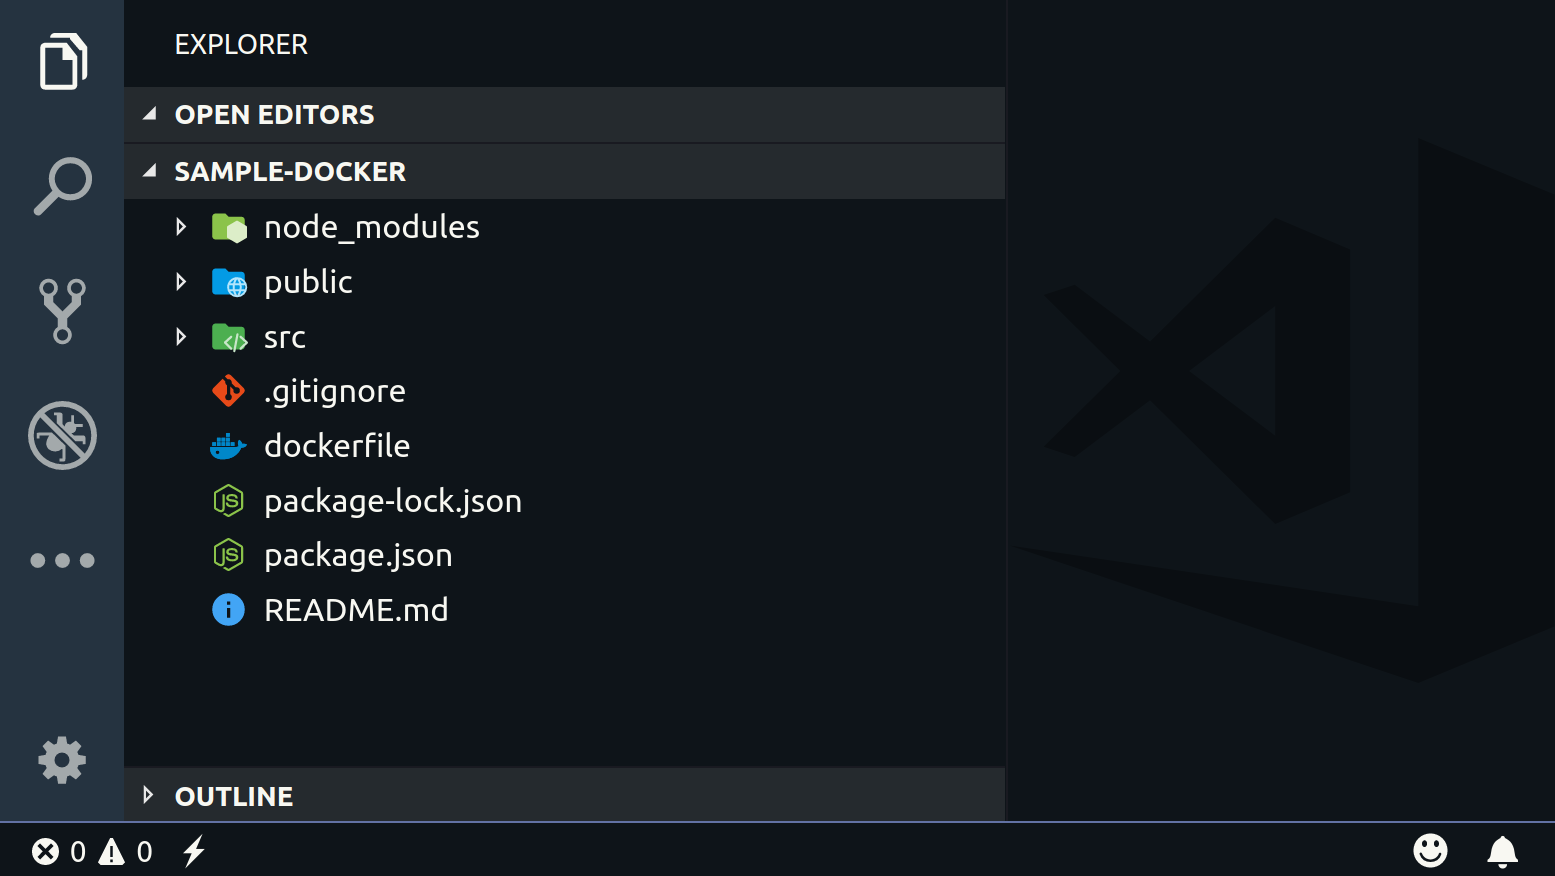 EXPLORER
OPEN EDITORS
SAMPLE-DOCKER
node_modules
public
src
.gitignore
dockerfile
package-lock.json
package.json
README.md
OUTLINE
0 0